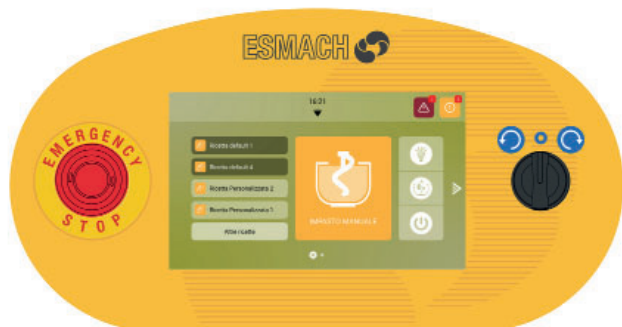 ESMACH
16:21
EMERGENCY
STOP
Ricetta default 1
Ricetta default 4
Ricetta Personalizzata 2
Ricetta Personalizzata 1
Altre ricette
IMPASTO MANUALE